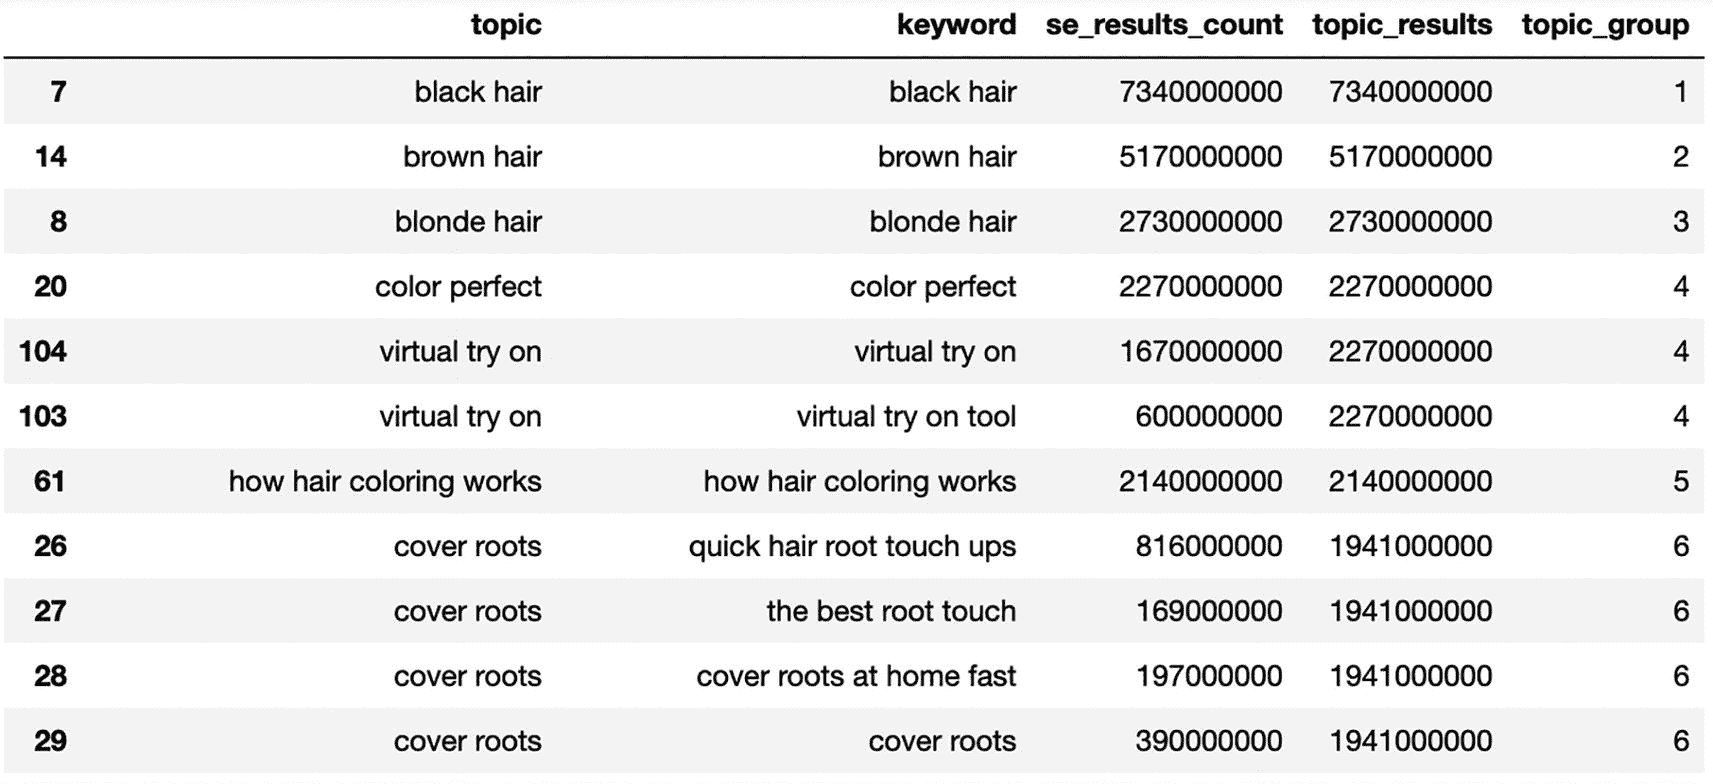 topic keyword se_results_count topic_results topic_group
7 black hair black hair 7340000000 7340000000 1
14 brown hair brown hair 5170000000 5170000000 2
8 blonde hair blonde hair 2730000000 2730000000 3
20 color perfect color perfect 2270000000 2270000000 4
104 virtual try on virtual try on 1670000000 2270000000 4
103 virtual try on virtual try on tool 600000000 2270000000 4
61 how hair coloring works how hair coloring works 2140000000 2140000000 5
26 cover roots quick hair root touch ups 816000000 1941000000 6
27 cover roots the best root touch 169000000 1941000000 6
28 cover roots cover roots at home fast 197000000 1941000000 6
29 cover roots cover roots 390000000 1941000000 6